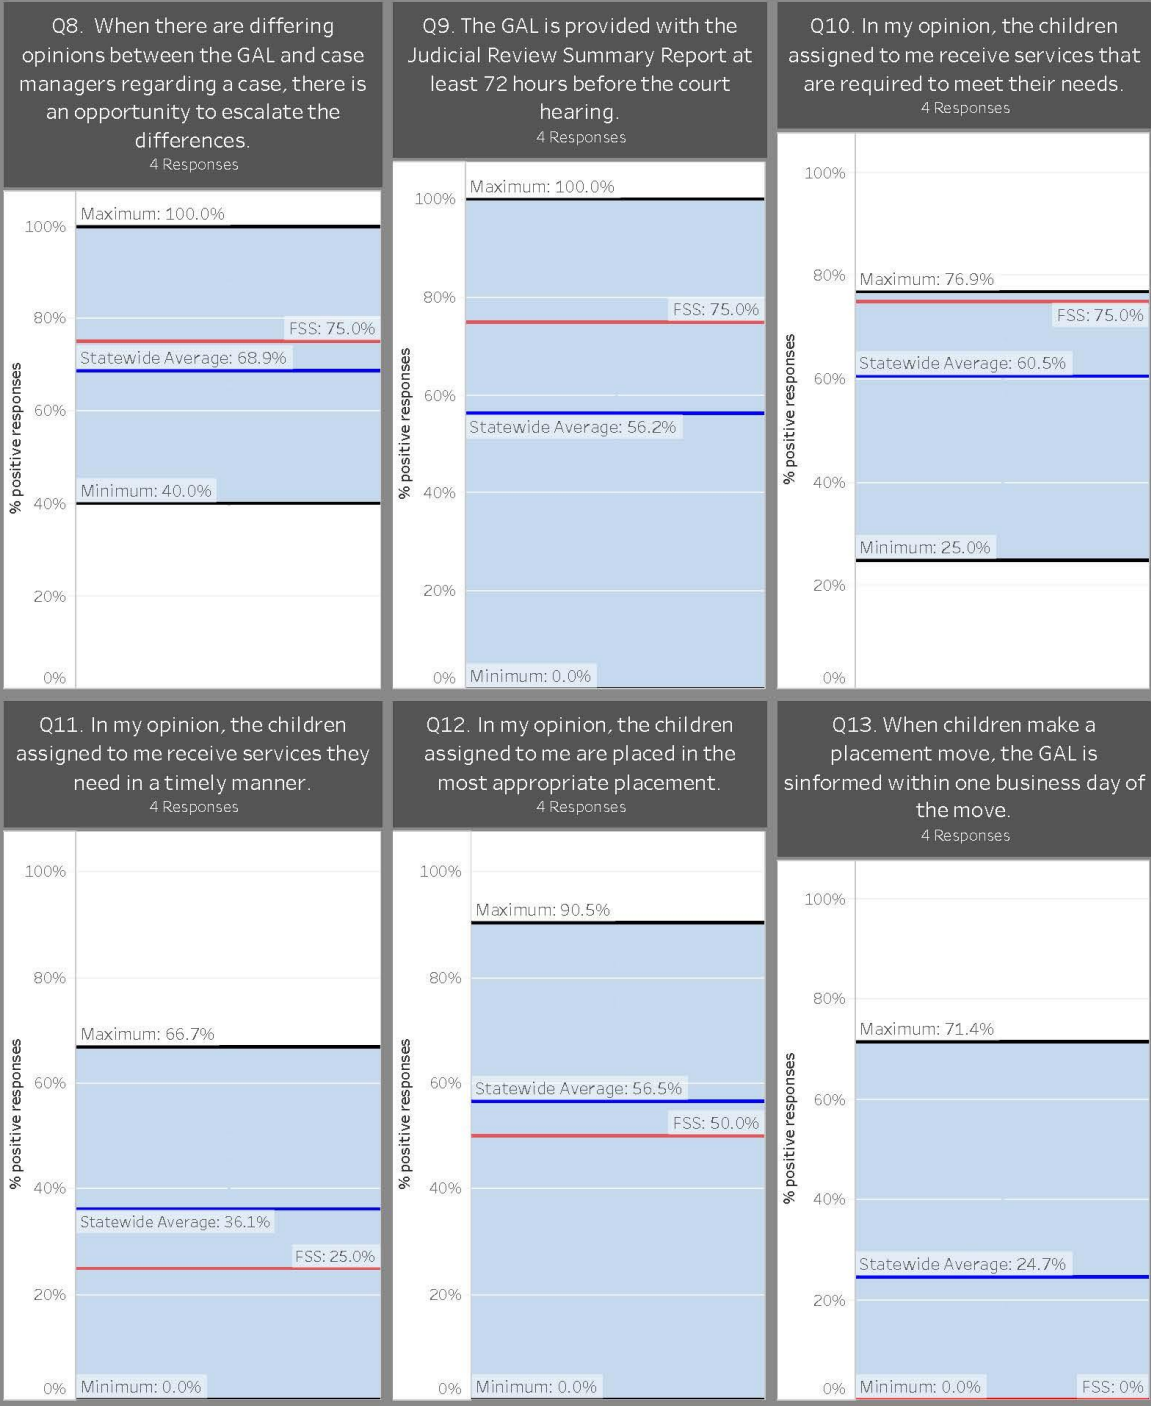 Q8.  When there are differing
opinions between the GAL and case
managers regarding a case, there is
an opportunity to escalate the
differences.
4 Responses
% positive responses
100%
80%
60%
40%
20%
0%
Maximum: 100.0%
FSS: 75.0%
Statewide Average: 68.9%
Minimum: 40.0%
Q9. The GAL is provided with the
Judicial Review Summary Report at
least 72 hours before the court
hearing.
4 Responses
% positive responses
100%
80%
60%
40%
20%
0%
Maximum: 100.0%
FSS: 75.0%
Statewide Average: 56.2%
Minimum: 0.0%
Q10. In my opinion, the children
assigned to me receive services that
are required to meet their needs.
4 Responses
% positive responses
100%
80%
60%
40%
20%
0%
Maximum: 76.9%
FSS: 75.0%
Statewide Average: 60.5%
Minimum: 25.0%
Q11. In my opinion, the children
assigned to me receive services they
need in a timely manner.
4 Responses
% positive responses
100%
80%
60%
40%
20%
0%
Maximum: 66.7%
Statewide Average: 36.1%
FSS: 25.0%
Minimum: 0.0%
Q12. In my opinion, the children
assigned to me are placed in the
most appropriate placement.
4 Responses
% positive responses
100%
80%
60%
40%
20%
0%
Maximum: 90.5%
Statewide Average: 56.5%
FSS: 50.0%
Minimum: 0.0%
Q13. When children make a
placement move, the GAL is
sinformed within one business day of
the move.
4 Responses
% positive responses
100%
80%
60%
40%
20%
0%
Maximum: 71.4%
Statewide Average: 24.7%
Minimum: 0.0%
FSS: 0%